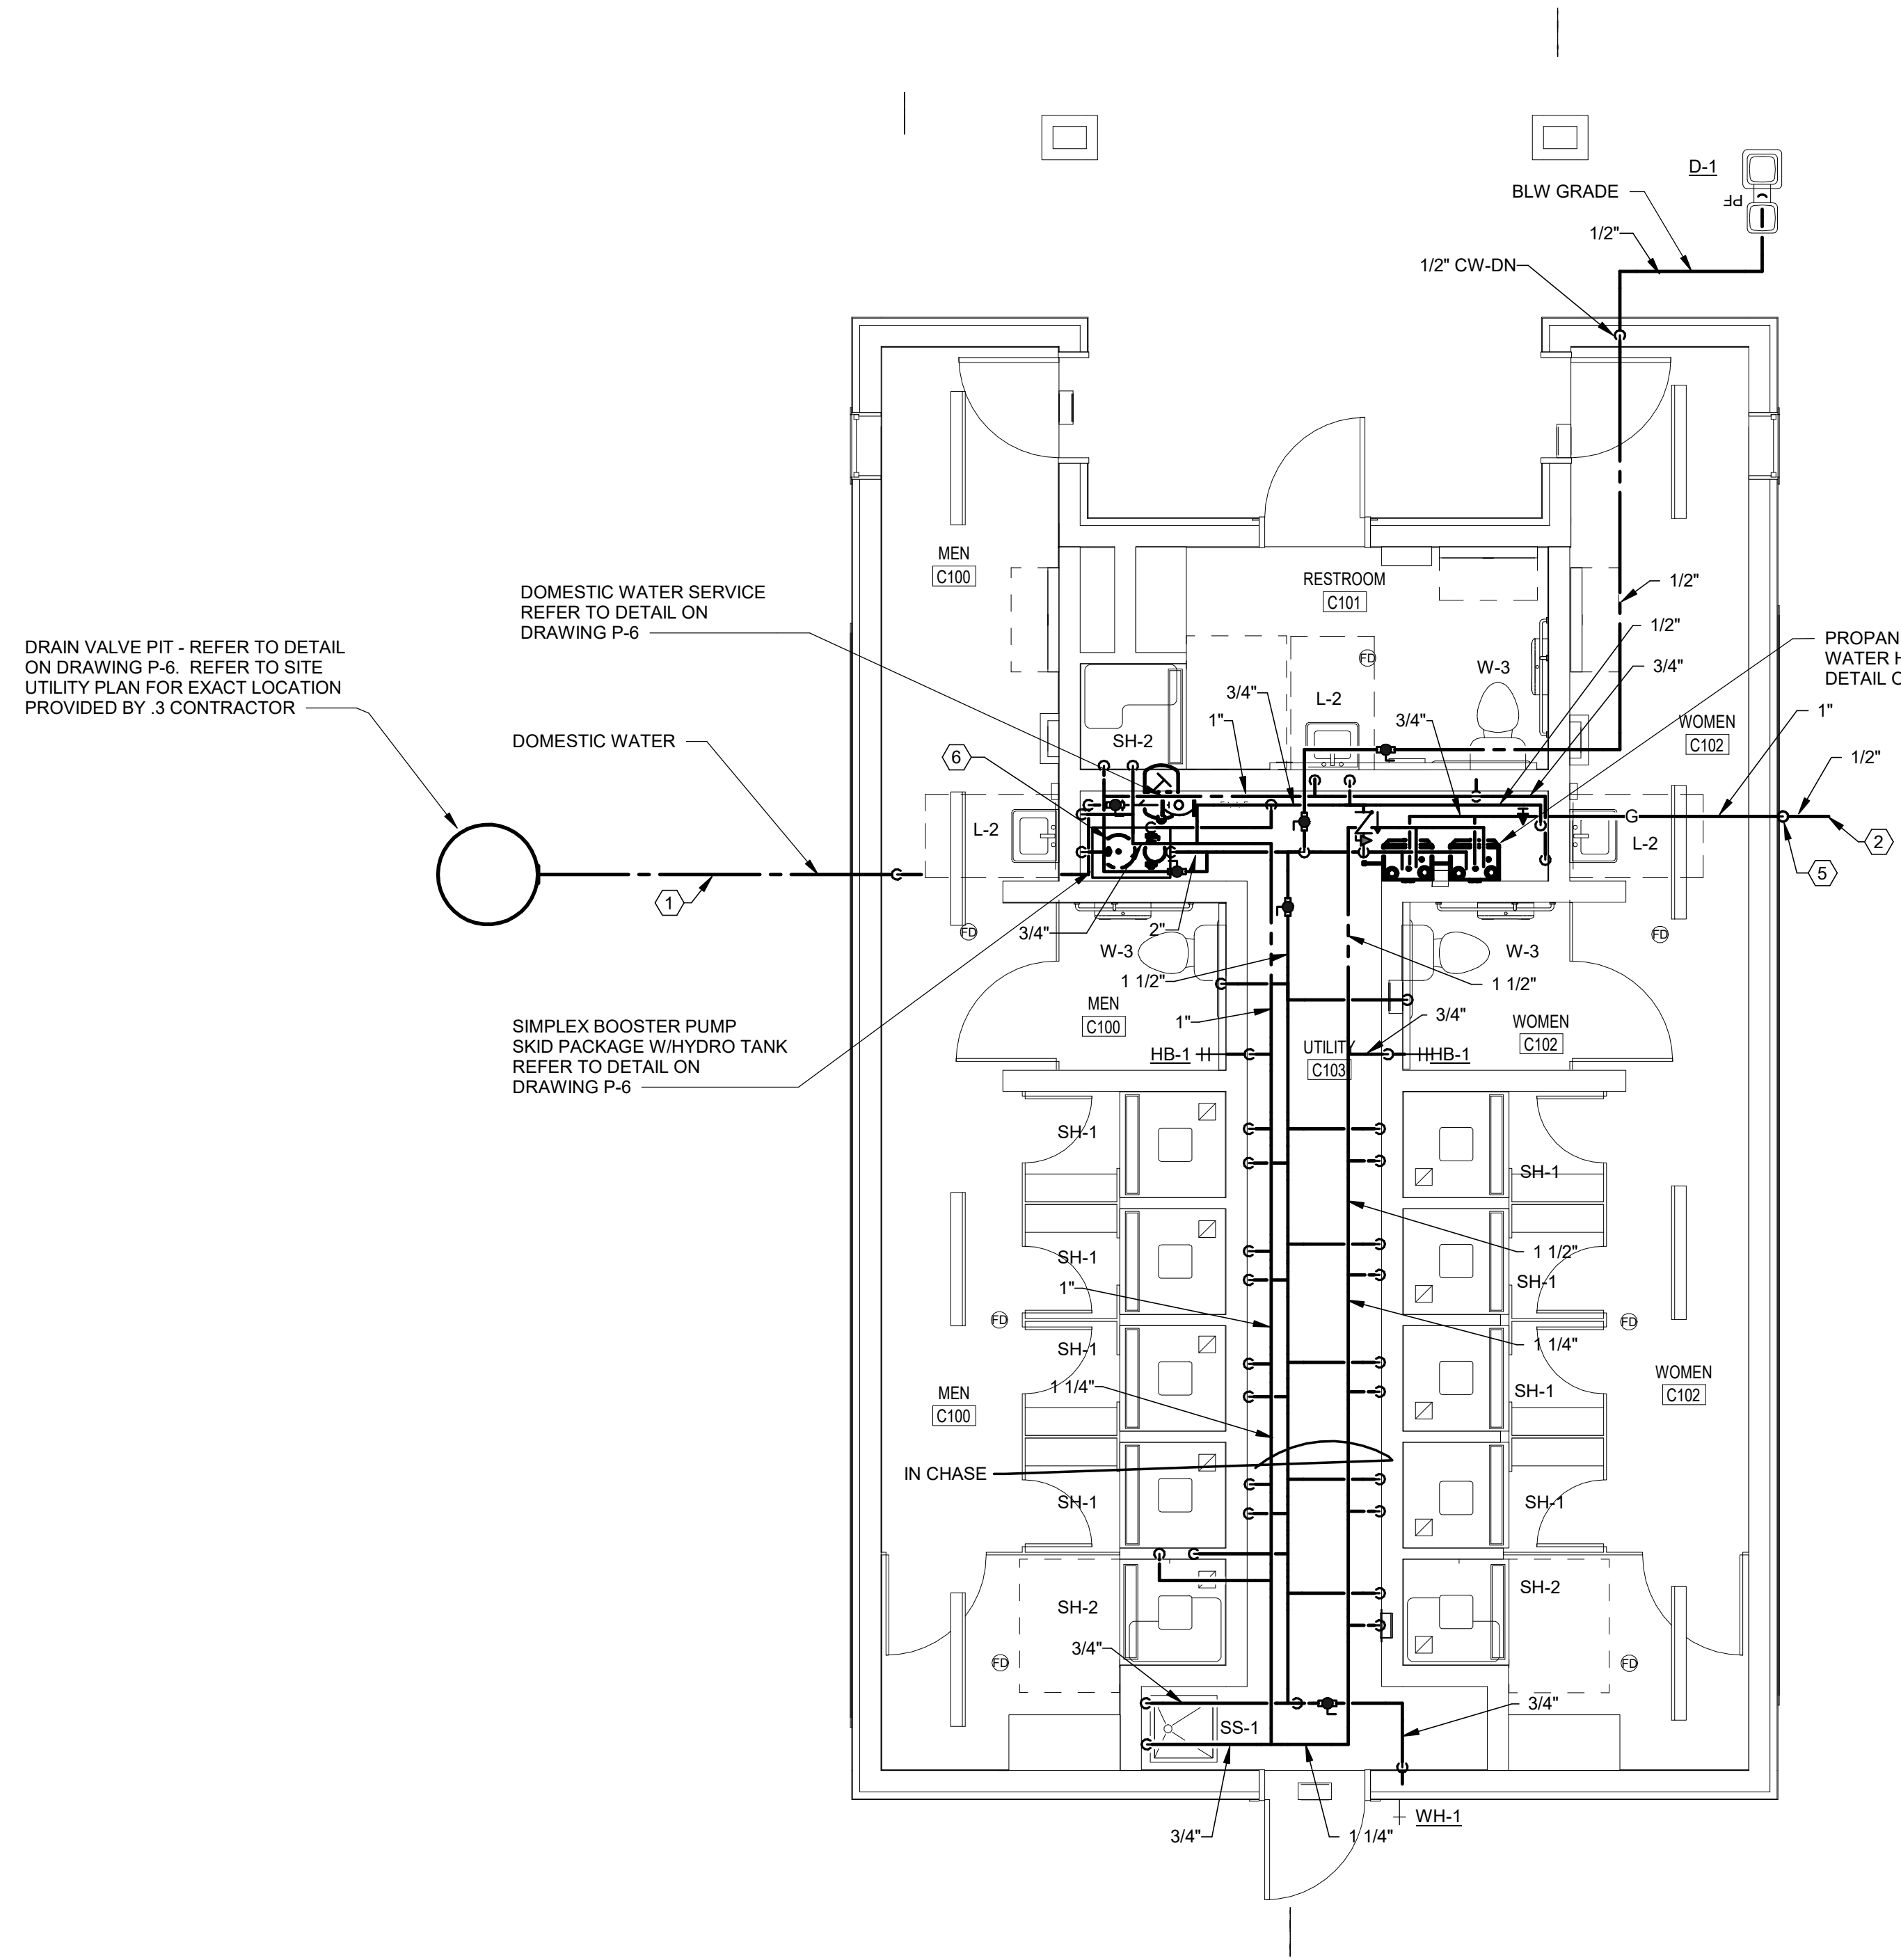 D-1
PF
BLW GRADE
1/2"
1/2" CW-DN
MEN
C100
RESTROOM
C101
1/2"
DOMESTIC WATER SERVICE
REFER TO DETAIL ON
DRAWING P-6
1/2"
DRAIN VALVE PIT - REFER TO DETAIL
ON DRAWING P-6. REFER TO SITE
UTILITY PLAN FOR EXACT LOCATION
PROVIDED BY .3 CONTRACTOR
PROPAN
WATER H
DETAIL
FD
W-3
3/4"
3/4"
L-2
1"
3/4"
1"
WOMEN
C102
SH-2
DOMESTIC WATER
6
1/2"
L-2
G
L-2
2
5
1
3/4"
2"
FD
FD
W-3
W-3
1 1/2"
1 1/2"
MEN
C100
1"
3/4"
WOMEN
C102
SIMPLEX BOOSTER PUMP
SKID PACKAGE W/HYDRO TANK
REFER TO DETAIL ON
DRAWING P-6
HB-1
UTILITY
C103
HB-1
SH-1
SH-1
SH-1
1 1/2"
SH-1
1"
FD
FD
SH-1
1 1/4"
MEN
C100
1 1/4"
SH-1
WOMEN
C102
IN CHASE
SH-1
SH-1
SH-2
SH-2
3/4"
FD
FD
SS-1
3/4"
WH-1
3/4"
1 1/4"